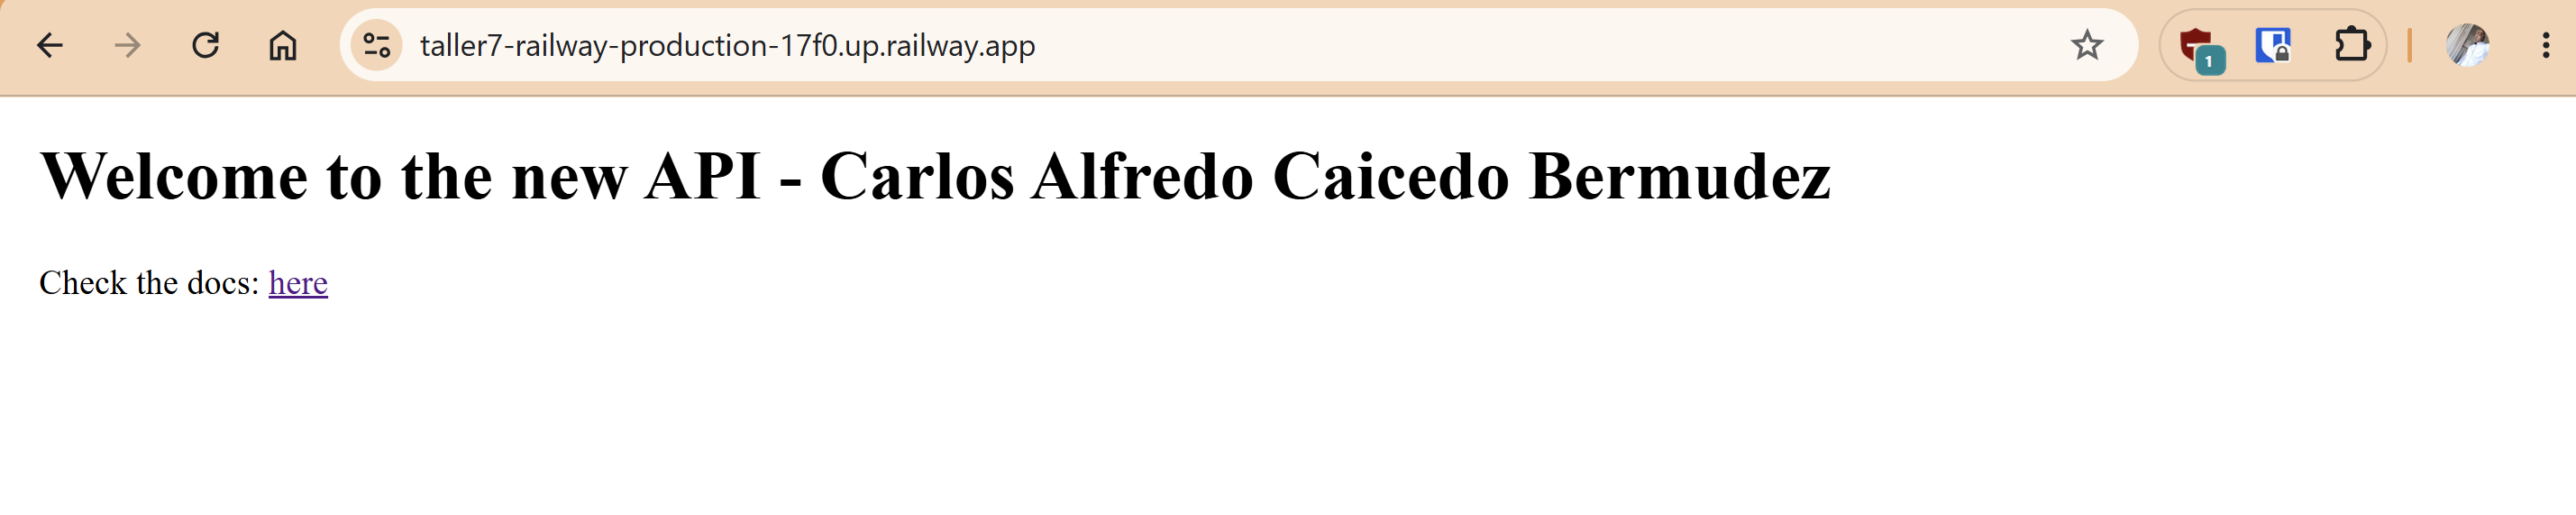 taller7-railway-production-17f0.up.railway.app
1
Welcome to the new API - Carlos Alfredo Caicedo Bermudez
Check the docs: here